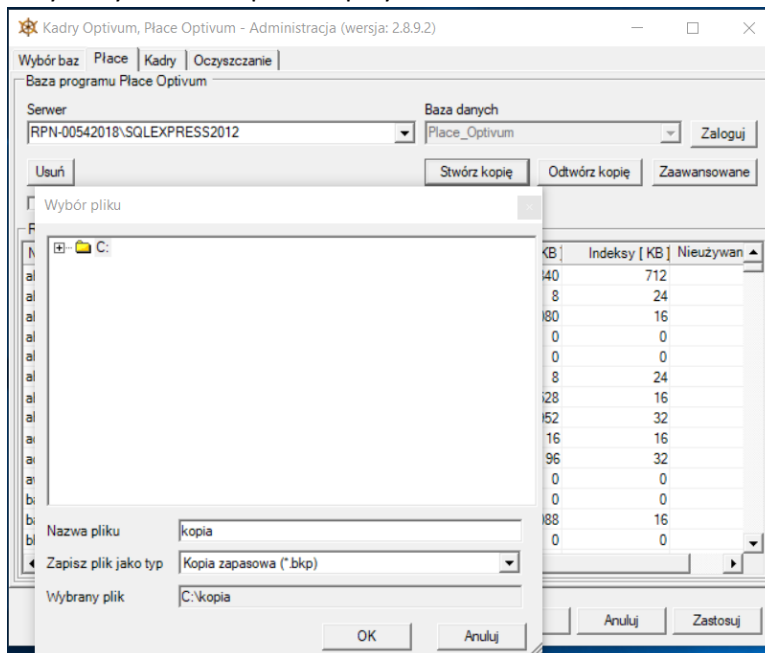 Kadry Optivum, Płace Optivum - Administracja (wersja: 2.8.9.2)
Wybór baz Płace Kadry Oczyszczanie
Baza programu Płace Optivum
Serwer Baza danych
RPN-00542018\SQLEXPRESS2012 Place_Optivum Zaloguj
Usuń Stwórz kopię Odtwórz kopię Zaawansowane
Wybór pliku
C:
KB] Indeksy [ KB ] Nieużywan
340 712
8 24
080 16
0 0
0 0
8 24
528 16
952 32
16 16
96 32
0 0
0 0
088 16
0 0
Nazwa pliku kopia
Zapisz plik jako typ Kopia zapasowa (*.bkp)
Wybrany plik C:\kopia
OK Anuluj
Anuluj Zastosuj